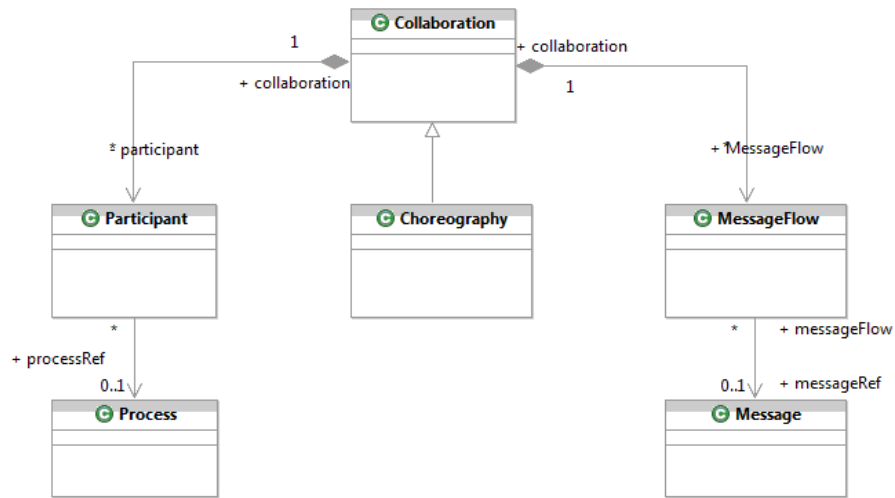 C Collaboration
1
+ collaboration
+ collaboration
1
* participant
+ MessageFlow
*
C Participant
C Choreography
C MessageFlow
*
+ processRef
0..1
*
+ messageFlow
0..1
+ messageRef
C Process
C Message